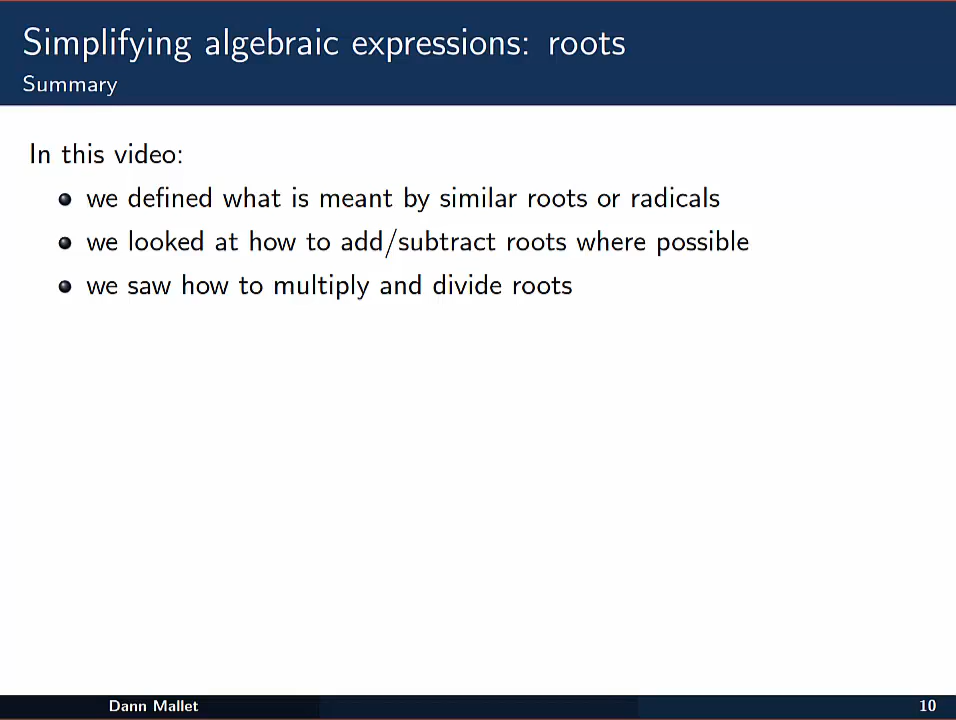 Simplifying algebraic expressions: roots
Summary
In this video:
we defined what is meant by similar roots or radicals
we looked at how to add/subtract roots where possible
we saw how to multiply and divide roots
Dann Mallet
10